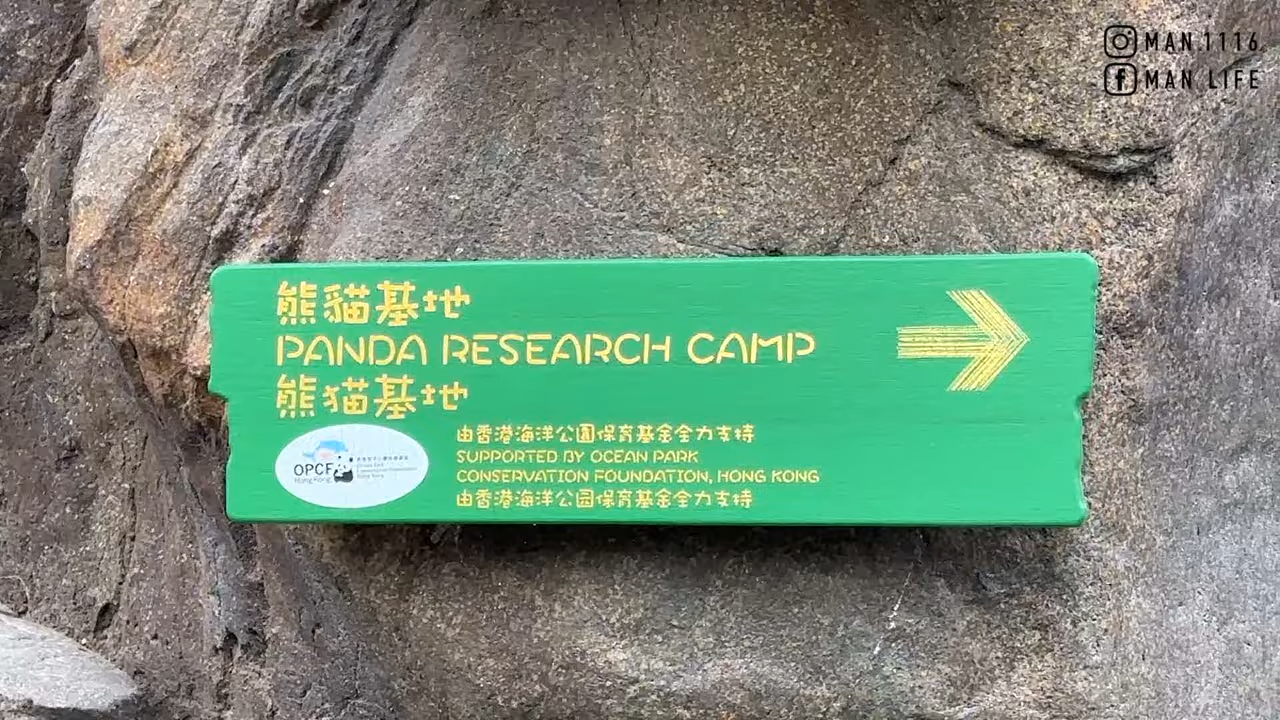 MAN.1116.
MAN LIFE
熊貓基地
PANDA RESEARCH CAMP
熊猫基地
由香港海洋公園保育基金全力支持
SUPPORTED BY OCEAN PARK
CONSERVATION FOUNDATION, HONG KONG
由香港海洋公园保育基金全力支持
OPCF
Hong Kong